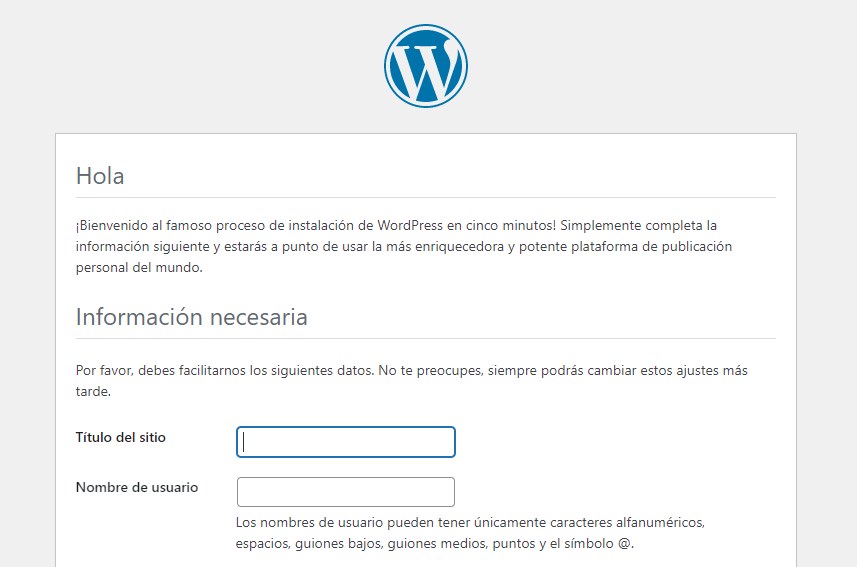 Hola
¡Bienvenido al famoso proceso de instalación de WordPress en cinco minutos! Simplemente completa la
información siguiente y estarás a punto de usar la más enriquecedora y potente plataforma de publicación
personal del mundo.
Información necesaria
Por favor, debes facilitarnos los siguientes datos. No te preocupes, siempre podrás cambiar estos ajustes más
tarde.
Título del sitio
Nombre de usuario
Los nombres de usuario pueden tener únicamente caracteres alfanuméricos,
espacios, guiones bajos, guiones medios, puntos y el símbolo @.